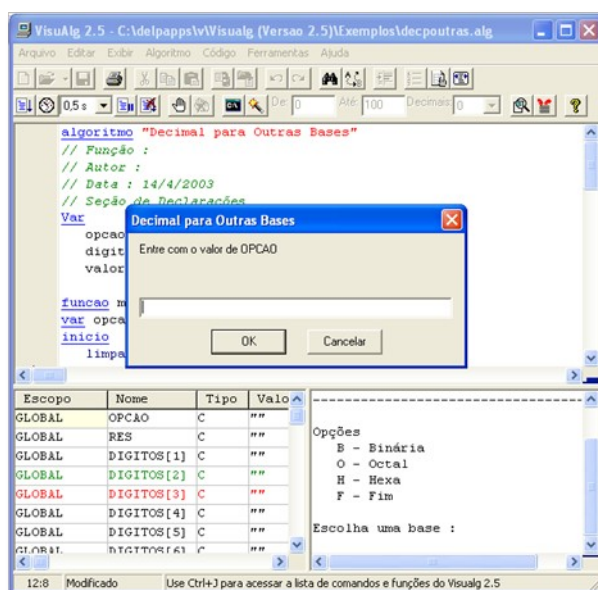 VisuAlg 2.5 - C:\delpapps\v\Visualg (Versao 2.5)\Exemplos\decpoutras.alg
Arquivo Editar Exibir Algoritmo Código Ferramentas Ajuda
0,5 s De: 0 Até: 100 Decimais: 0
algoritmo "Decimal para Outras Bases"
// Função :
// Autor :
// Data : 14/4/2003
// Seção de Declarações
Var
opcao
digit
valor
funcao m
var opca
inicio
limpa
Decimal para Outras Bases
Entre com o valor de OPCAO
OK Cancelar
Escopo Nome Tipo Valo
GLOBAL OPCAO C ""
GLOBAL RES C ""
GLOBAL DIGITOS[1] C ""
GLOBAL DIGITOS[2] C ""
GLOBAL DIGITOS[3] C ""
GLOBAL DIGITOS[4] C ""
GLOBAL DIGITOS[5] C ""
GLOBAL DIGITOS[6] C ""
-----------------------------------
Opções
B - Binária
O - Octal
H - Hexa
F - Fim
Escolha uma base :
12:8 Modificado Use Ctrl+J para acessar a lista de comandos e funções do Visualg 2.5